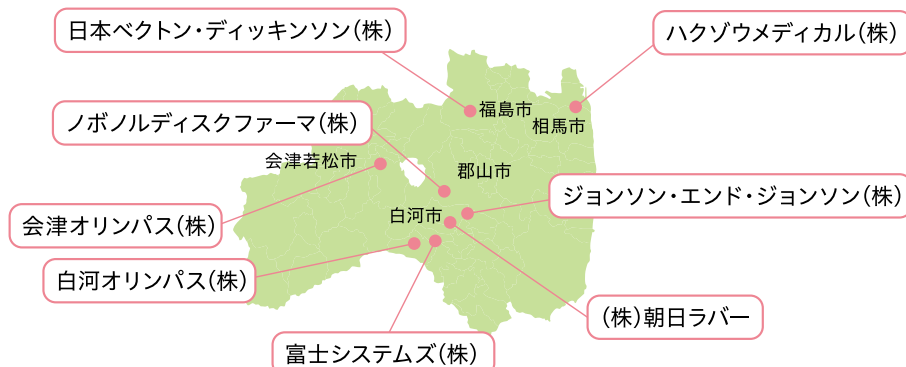 日本ベクトン・ディッキンソン(株)
ハクゾウメディカル(株)
福島市
相馬市
ノボノルディスクファーマ(株)
会津若松市
郡山市
ジョンソン・エンド・ジョンソン(株)
会津オリンパス(株)
白河市
白河オリンパス(株)
(株)朝日ラバー
富士システムズ(株)